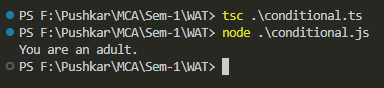 PS F:\Pushkar\MCA\Sem-1\WAT> tsc .\conditional.ts
PS F:\Pushkar\MCA\Sem-1\WAT> node .\conditional.js
You are an adult.
PS F:\Pushkar\MCA\Sem-1\WAT>